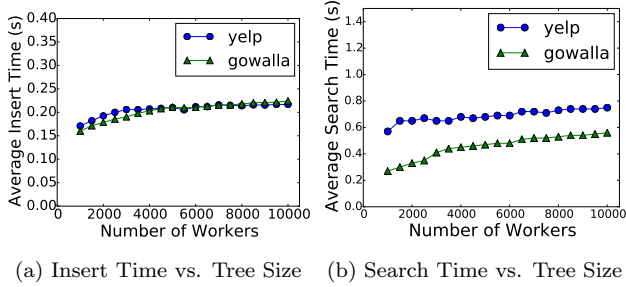 0.40
0.35
0.30
0.25
0.20
0.15
0.10
0.05
0.00
Average Insert Time (s)
yelp
gowalla
0 2000 4000 6000 8000 10000
Number of Workers
(a) Insert Time vs. Tree Size
1.4
1.2
1.0
0.8
0.6
0.4
0.2
0.0
Average Search Time (s)
yelp
gowalla
0 2000 4000 6000 8000 10000
Number of Workers
(b) Search Time vs. Tree Size